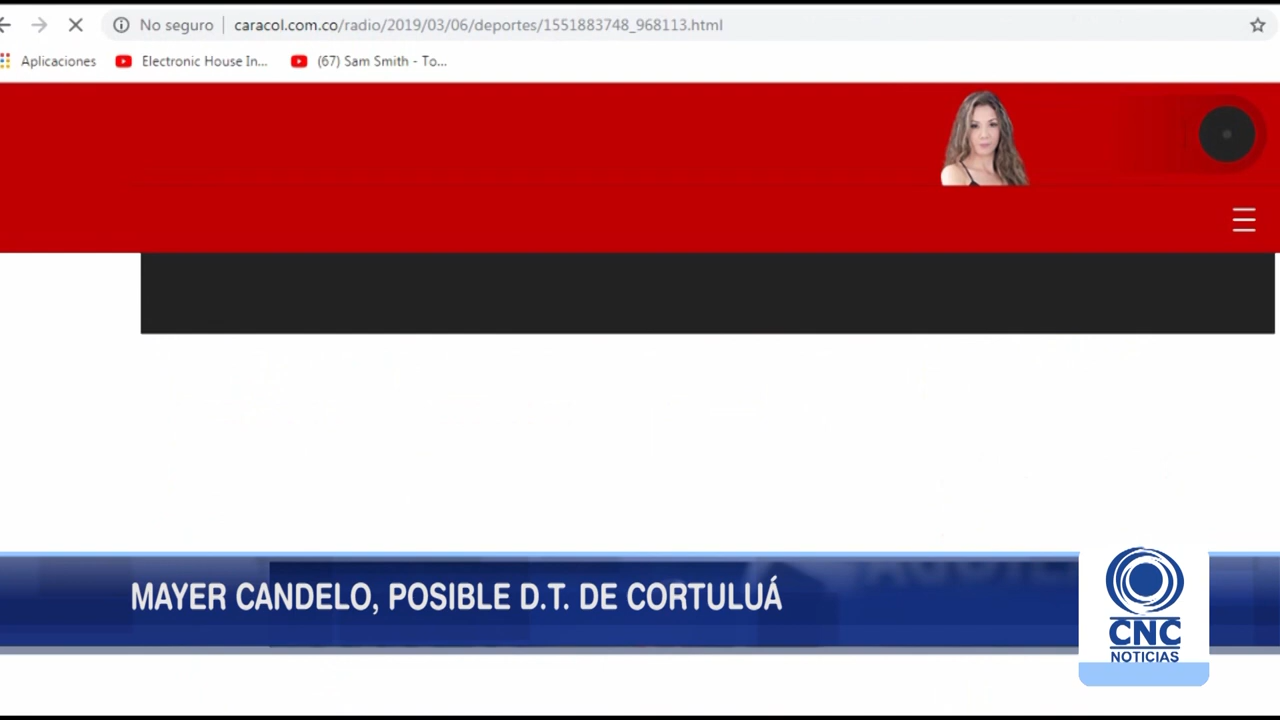 No seguro
caracol.com.co/radio/2019/03/06/deportes/1551883748_968113.html
Aplicaciones
Electronic House In...
(67) Sam Smith - To...
MAYER CANDELO, POSIBLE D.T. DE CORTULUÁ
CNC
NOTICIAS